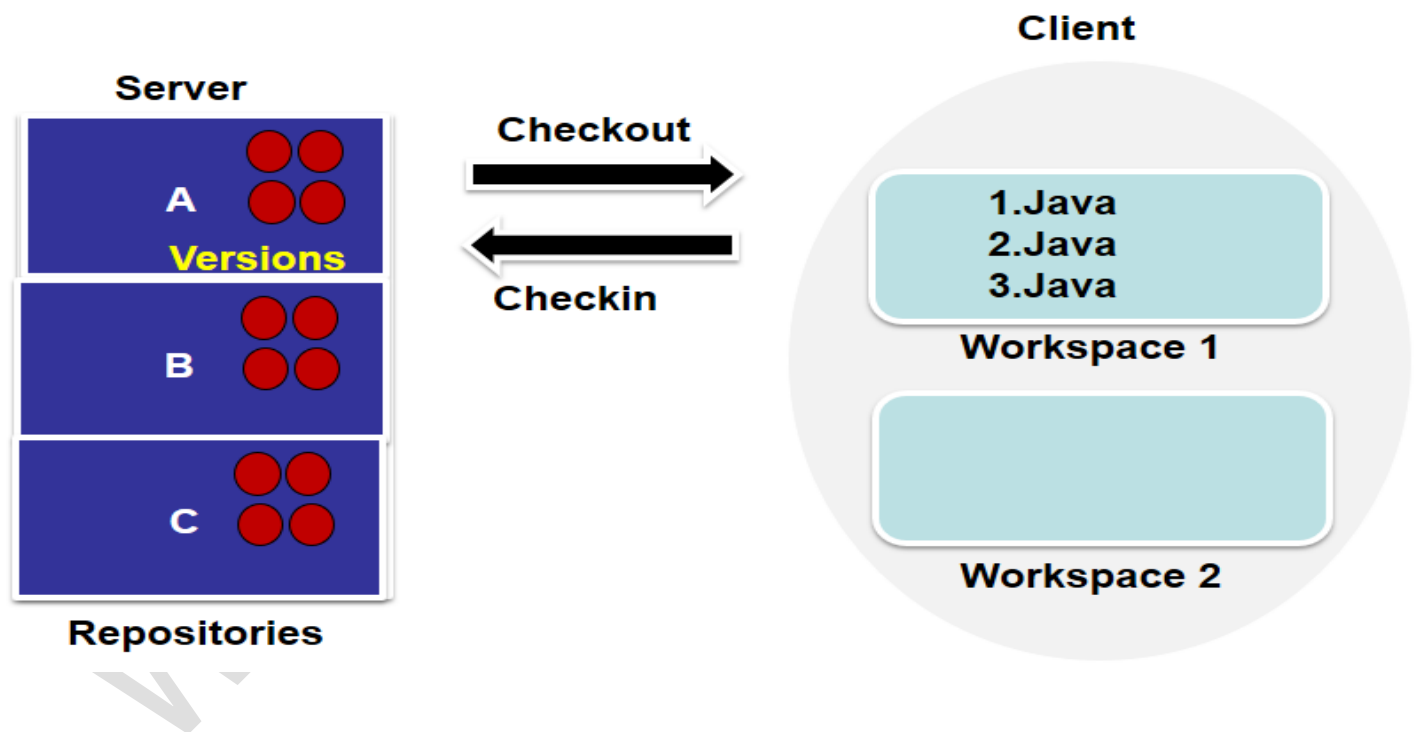 Client
Server
Checkout
A
Versions
Checkin
1.Java
2.Java
3.Java
Workspace 1
B
C
Workspace 2
Repositories